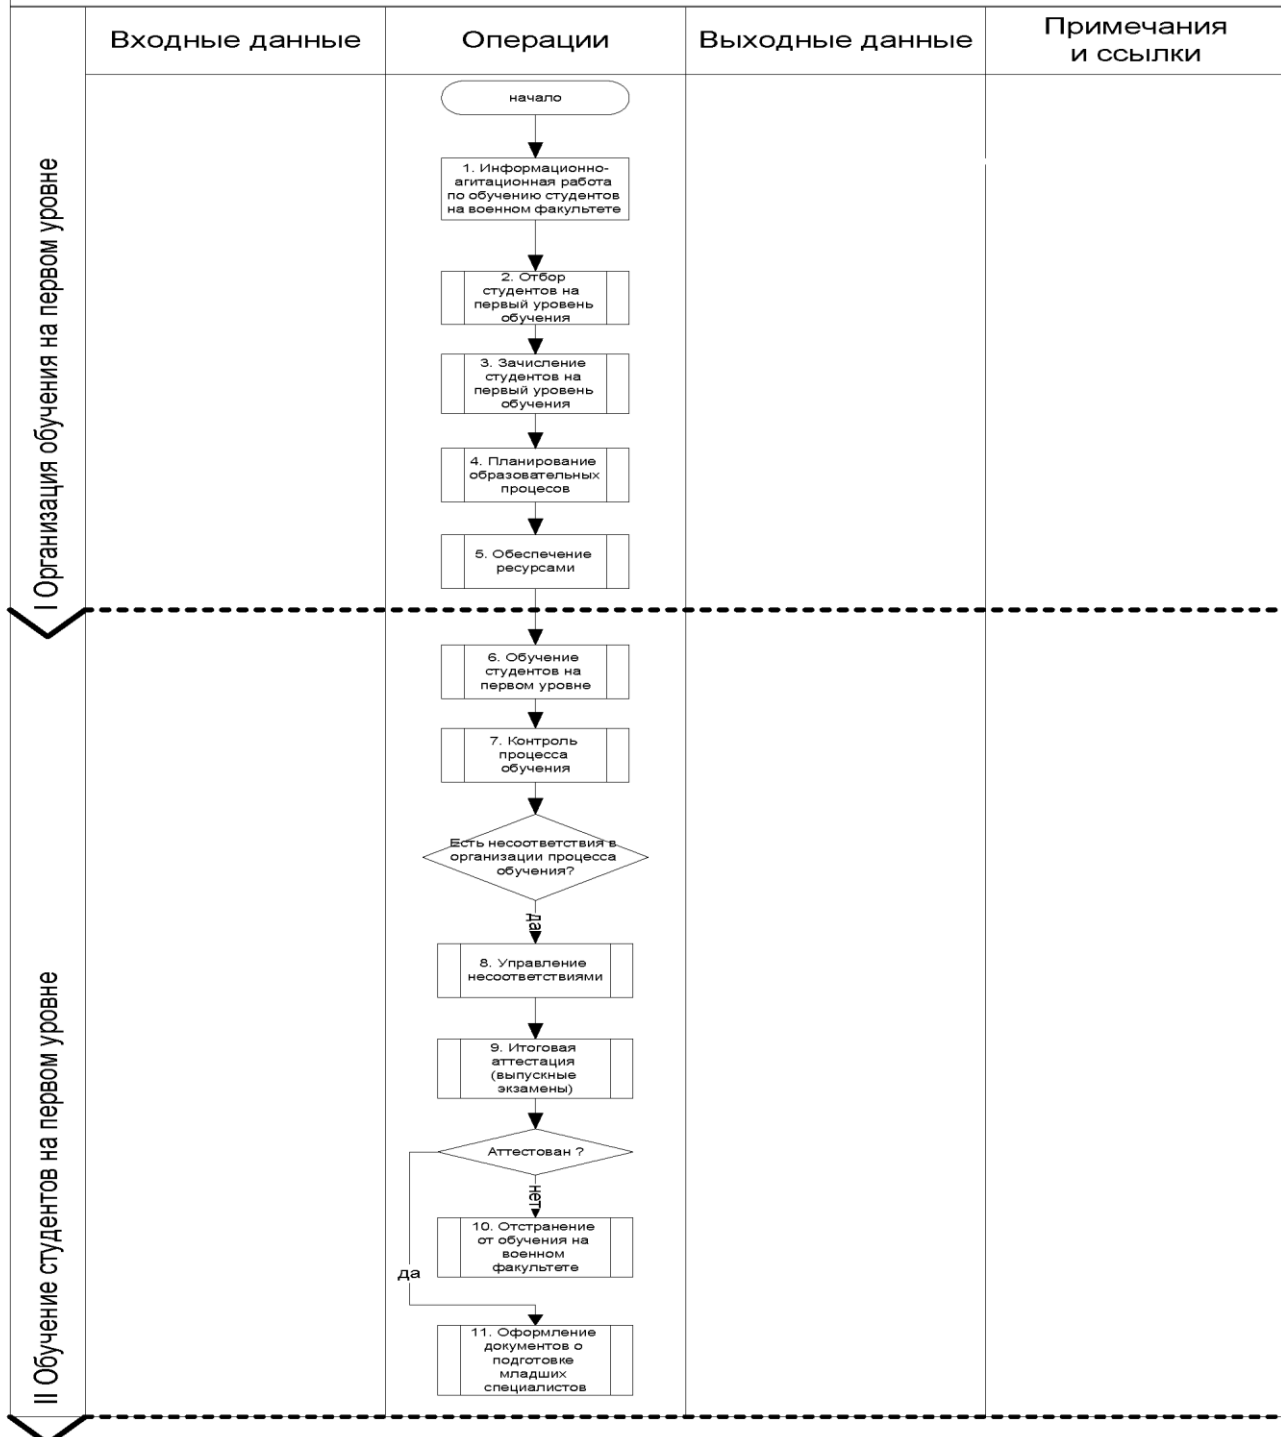 Входные данные
Операции
Выходные данные
Примечания
и ссылки
I Организация обучения на первом уровне
начало
1. Информационно-
агитационная работа
по обучению студентов
на военном факультете
2. Отбор
студентов на
первый уровень
обучения
3. Зачисление
студентов на
первый уровень
обучения
4. Планирование
образовательных
процесов
5. Обеспечение
ресурсами
II Обучение студентов на первом уровне
6. Обучение
студентов на
первом уровне
7. Контроль
процесса
обучения
Есть несоответствия в
организации процесса
обучения?
да
8. Управление
несоответствиями
9. Итоговая
аттестация
(выпускные
экзамены)
Аттестован ?
нет
10. Отстранение
от обучения на
военном
факультете
да
11. Оформление
документов о
подготовке
младших
специалистов